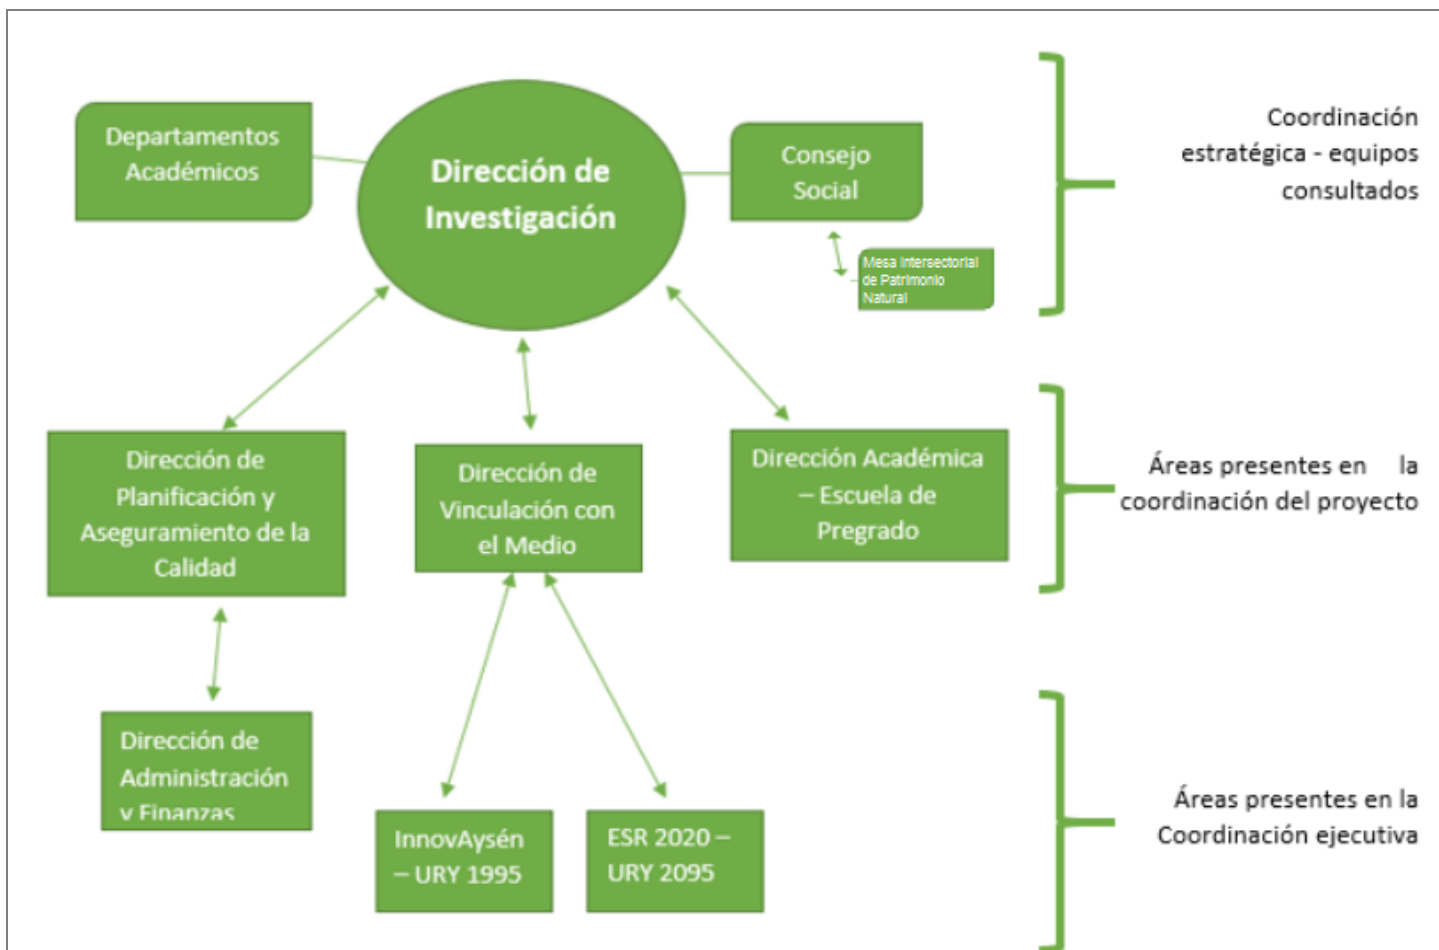 Departamentos
Académicos
Dirección de
Investigación
Consejo
Social
Mesa Intersectorial
de Patrimonio
Natural
Coordinación
estratégica - equipos
consultados
Dirección de
Planificación y
Aseguramiento de la
Calidad
Dirección de
Vinculación con
el Medio
Dirección Académica
– Escuela de
Pregrado
Áreas presentes en la
coordinación del proyecto
Dirección de
Administración
y Finanzas
InnovAysén
– URY 1995
ESR 2020 –
URY 2095
Áreas presentes en la
Coordinación ejecutiva